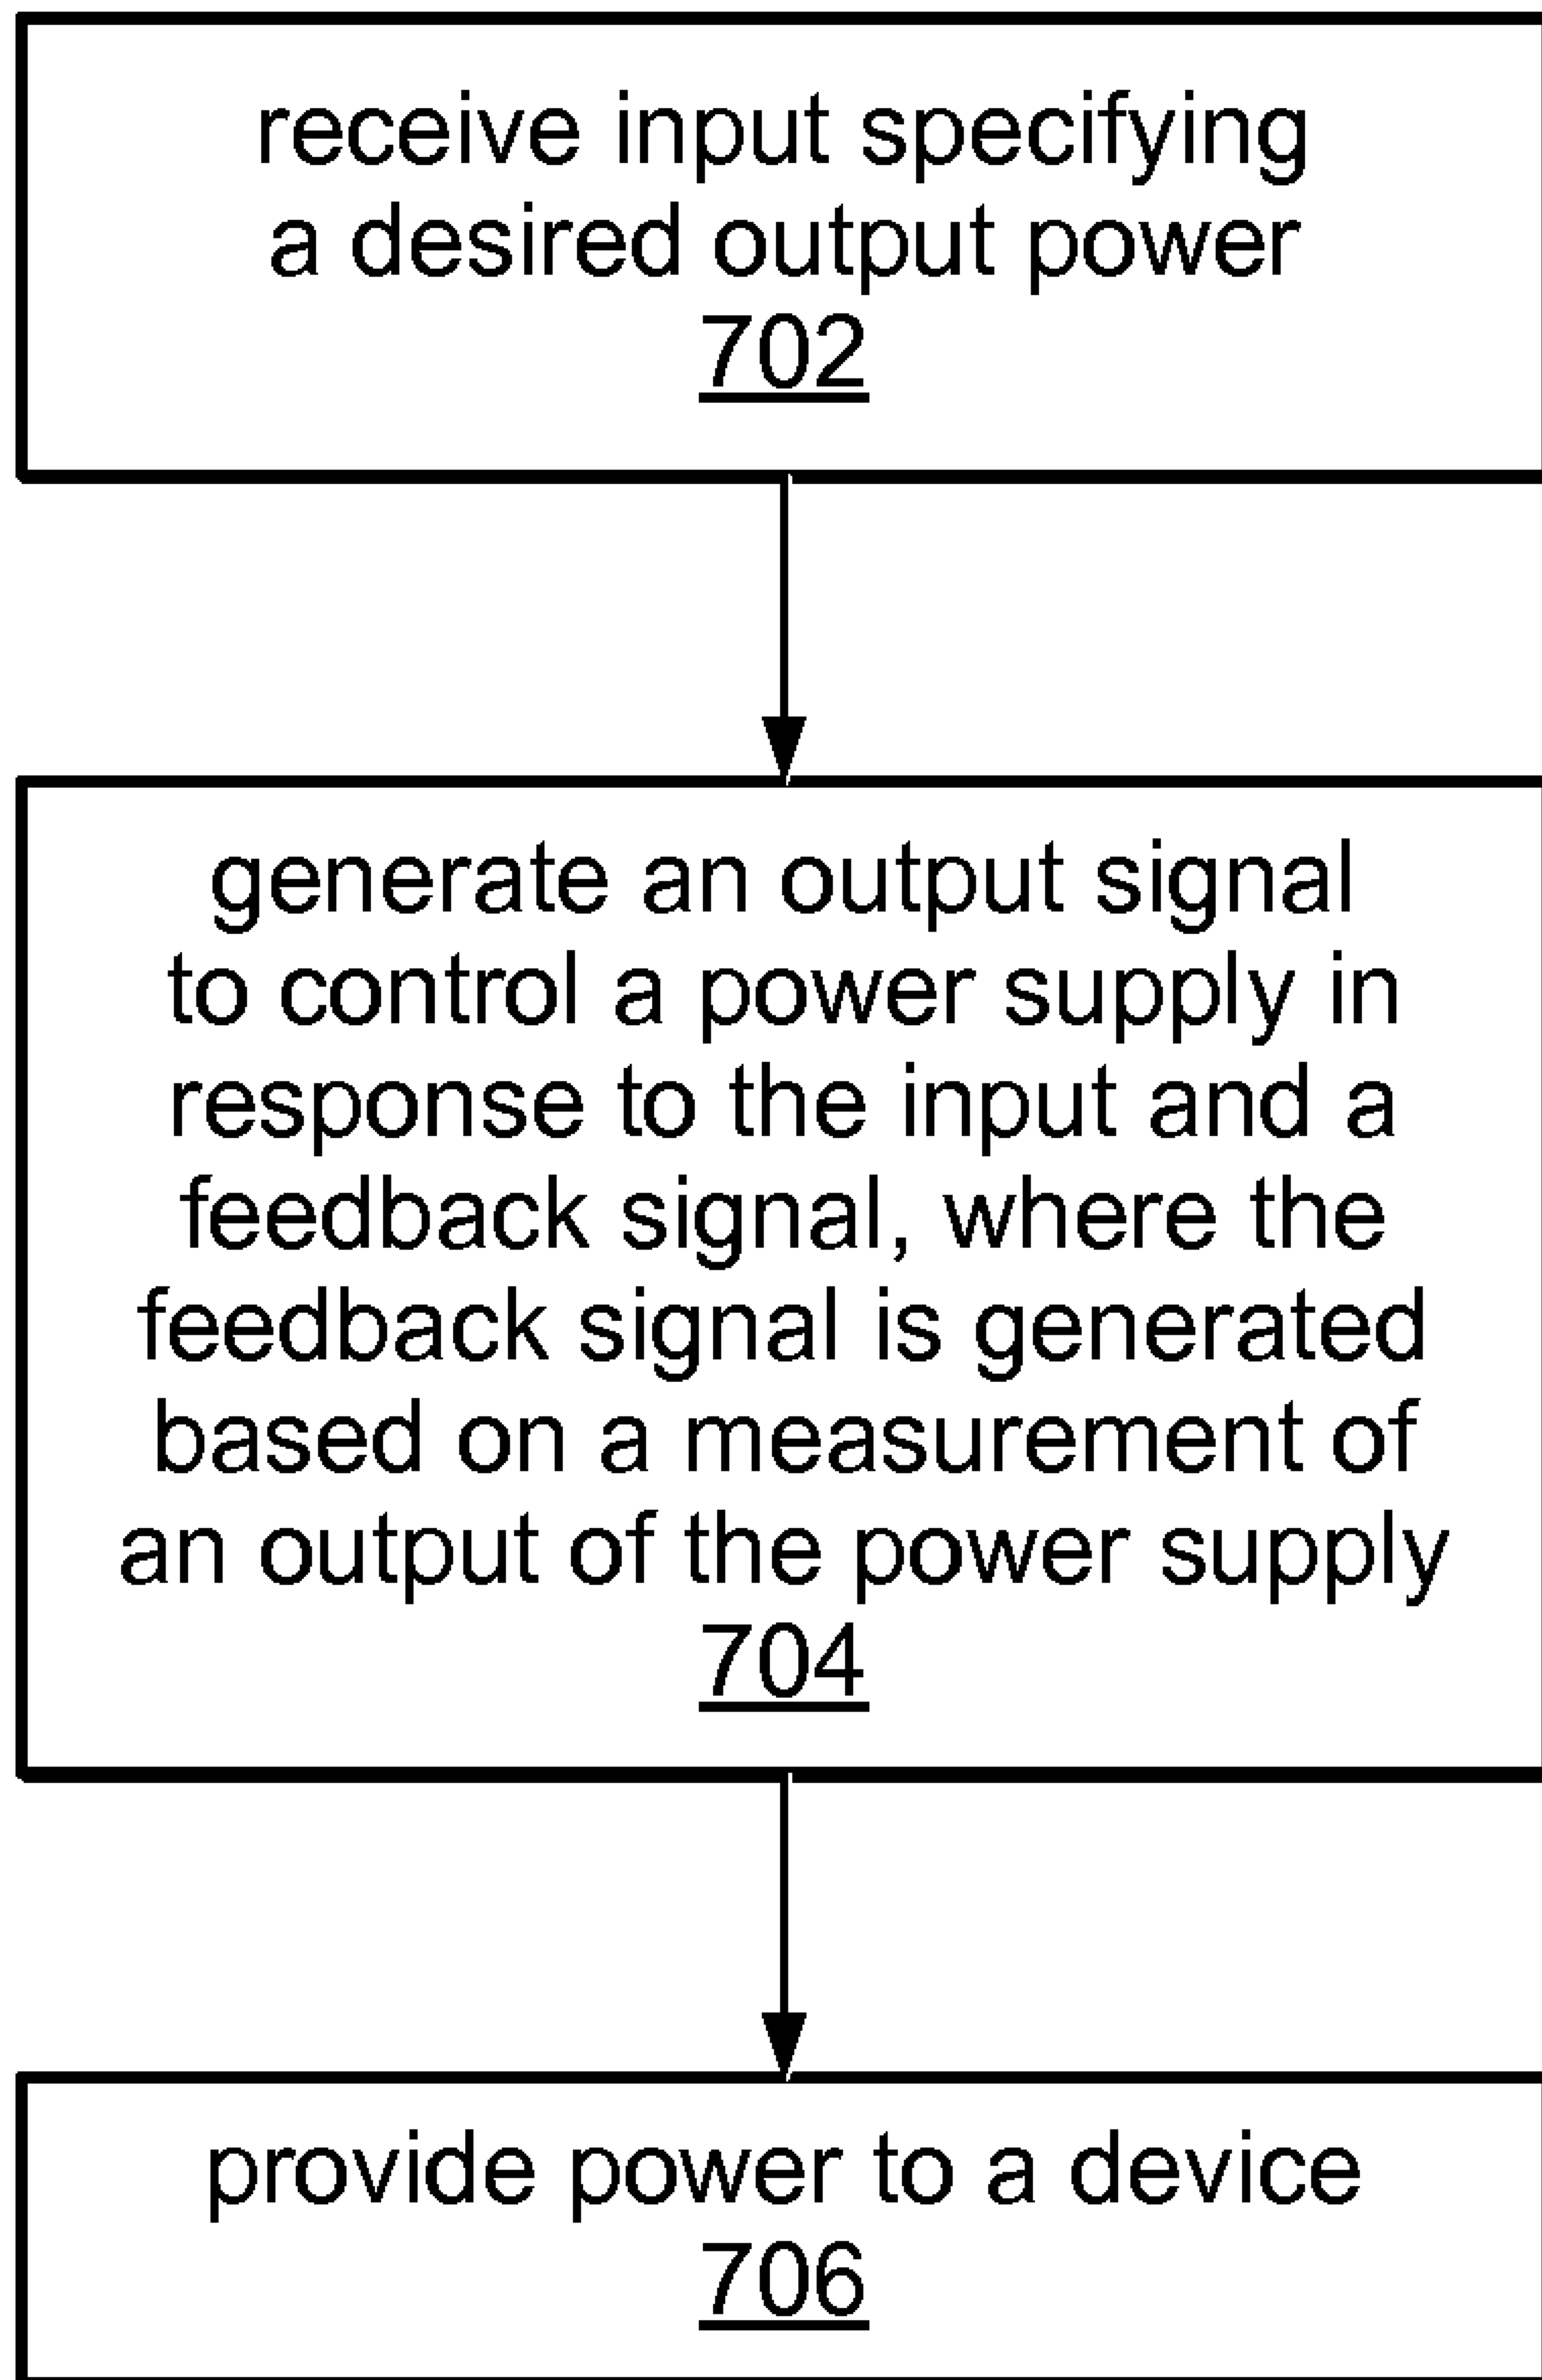 receive input specifying
a desired output power
702
generate an output signal
to control a power supply in
response to the input and a
feedback signal, where the
feedback signal is generated
based on a measurement of
an output of the power supply
704
provide power to a device
706